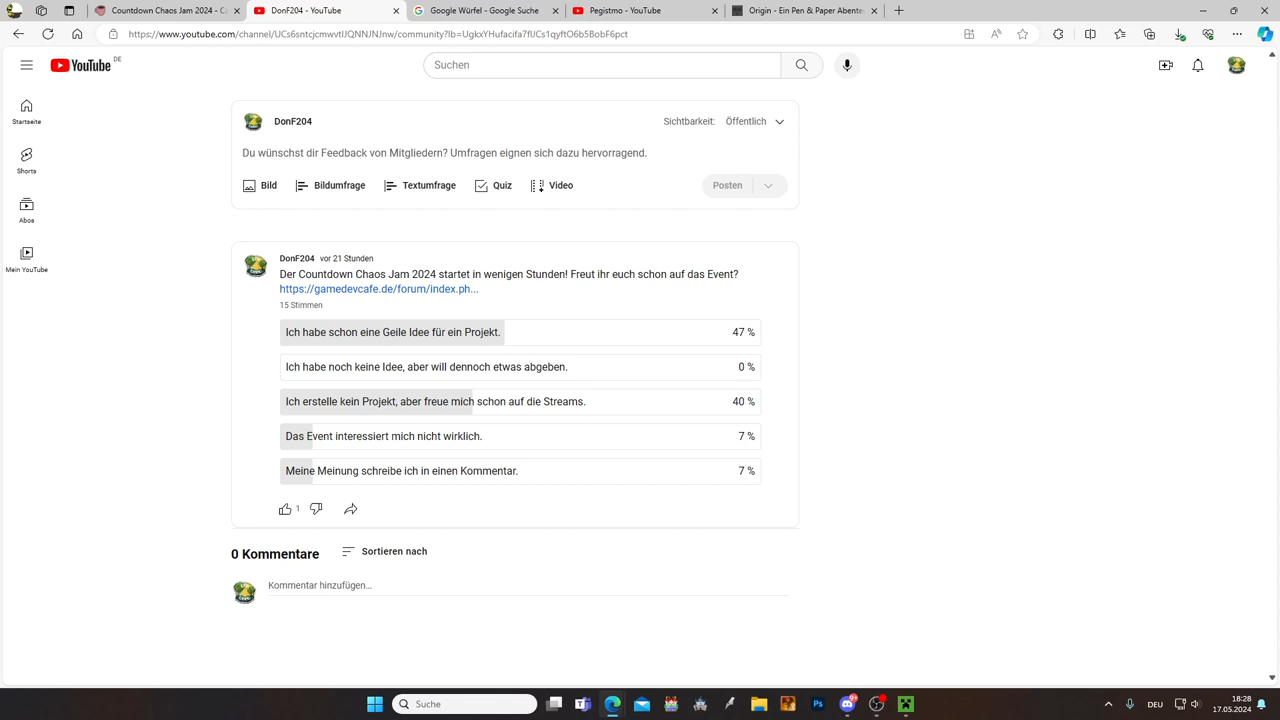 Countdown Chaos Jam 2024 - C
DonF204 - YouTube
Google Würfel - Google Suche
Pegistmo - YouTube
Origin - Ein Pen & Paper Abente
https://www.youtube.com/channel/UCs6sntcjcmwvtIJQNNJNJnw/community?lb=UgkxYHufacifa7flJCs1qyftO6b5BobF6pct
YouTube DE
Suchen
Startseite
Shorts
Abos
Mein YouTube
DonF204
Sichtbarkeit: Öffentlich
Du wünschst dir Feedback von Mitgliedern? Umfragen eignen sich dazu hervorragend.
Bild Bildumfrage Textumfrage Quiz Video
Posten
DonF204 vor 21 Stunden
Der Countdown Chaos Jam 2024 startet in wenigen Stunden! Freut ihr euch schon auf das Event?
https://gamedevcafe.de/forum/index.ph...
15 Stimmen
Ich habe schon eine Geile Idee für ein Projekt. 47 %
Ich habe noch keine Idee, aber will dennoch etwas abgeben. 0 %
Ich erstelle kein Projekt, aber freue mich schon auf die Streams. 40 %
Das Event interessiert mich nicht wirklich. 7 %
Meine Meinung schreibe ich in einen Kommentar. 7 %
1
0 Kommentare Sortieren nach
Kommentar hinzufügen...
Suche
DEU
18:28
17.05.2024